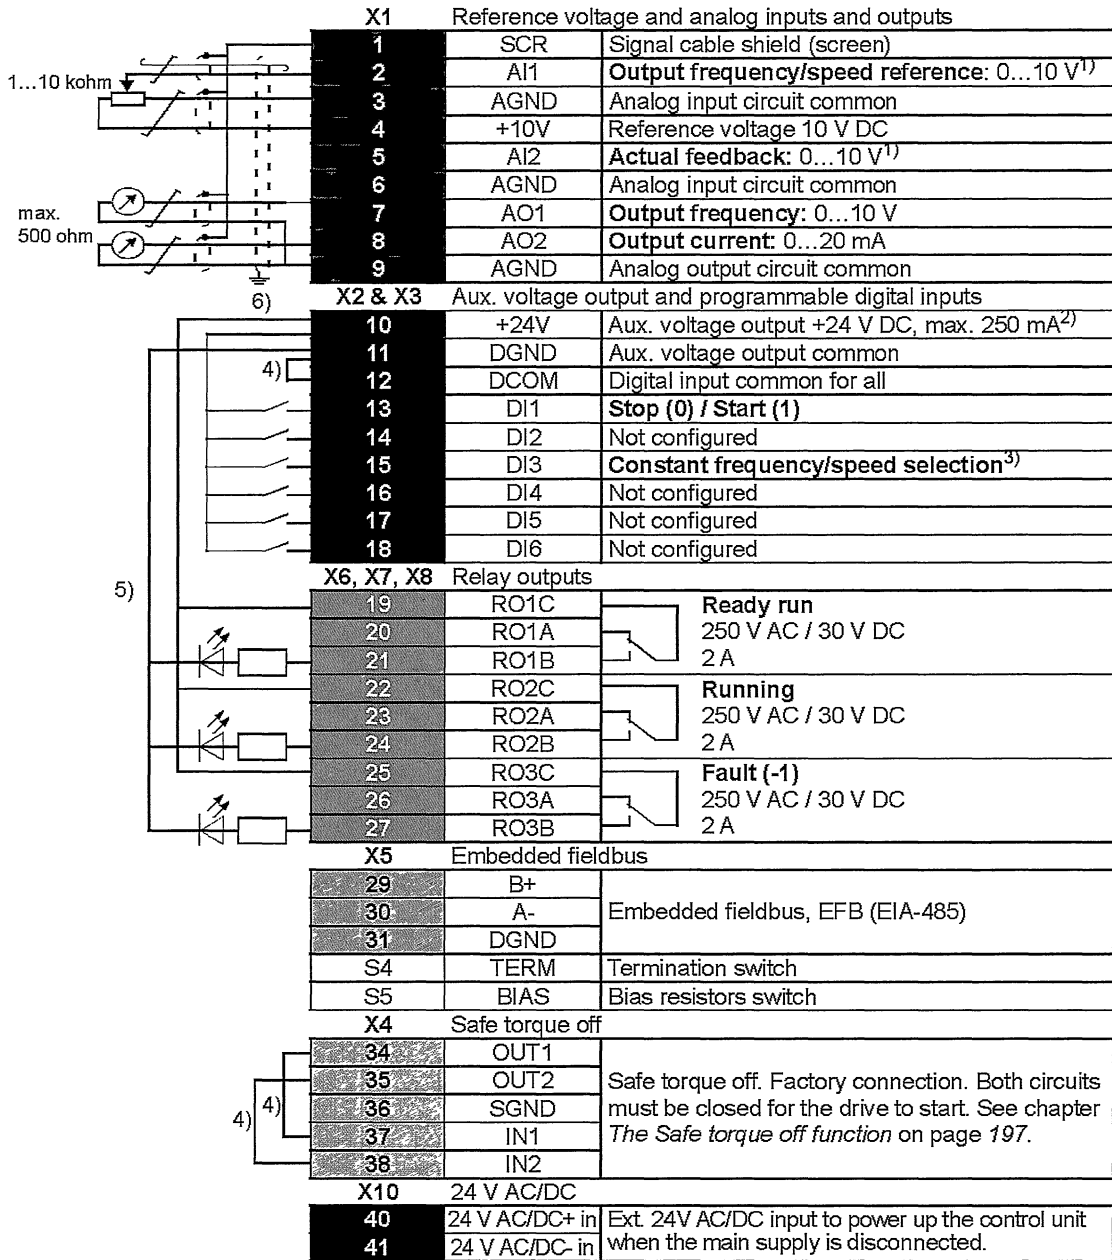 X1 Reference voltage and analog inputs and outputs
1 SCR Signal cable shield (screen)
1…10 kohm
2 AI1 Output frequency/speed reference: 0…10 V1)
3 AGND Analog input circuit common
4 +10V Reference voltage 10 V DC
5 AI2 Actual feedback: 0…10 V1)
6 AGND Analog input circuit common
max.
500 ohm
7 AO1 Output frequency: 0…10 V
8 AO2 Output current: 0…20 mA
9 AGND Analog output circuit common
6)
X2 & X3 Aux. voltage output and programmable digital inputs
10 +24V Aux. voltage output +24 V DC, max. 250 mA2)
11 DGND Aux. voltage output common
4)
12 DCOM Digital input common for all
13 DI1 Stop (0) / Start (1)
14 DI2 Not configured
15 DI3 Constant frequency/speed selection3)
16 DI4 Not configured
17 DI5 Not configured
18 DI6 Not configured
X6, X7, X8 Relay outputs
5)
19 RO1C Ready run
20 RO1A 250 V AC / 30 V DC
21 RO1B 2 A
22 RO2C Running
23 RO2A 250 V AC / 30 V DC
24 RO2B 2 A
25 RO3C Fault (-1)
26 RO3A 250 V AC / 30 V DC
27 RO3B 2 A
X5 Embedded fieldbus
29 B+
30 A- Embedded fieldbus, EFB (EIA-485)
31 DGND
S4 TERM Termination switch
S5 BIAS Bias resistors switch
X4 Safe torque off
34 OUT1
35 OUT2 Safe torque off. Factory connection. Both circuits
4) 4) 36 SGND must be closed for the drive to start. See chapter
37 IN1 The Safe torque off function on page 197.
38 IN2
X10 24 V AC/DC
40 24 V AC/DC+ in Ext. 24V AC/DC input to power up the control unit
41 24 V AC/DC- in when the main supply is disconnected.